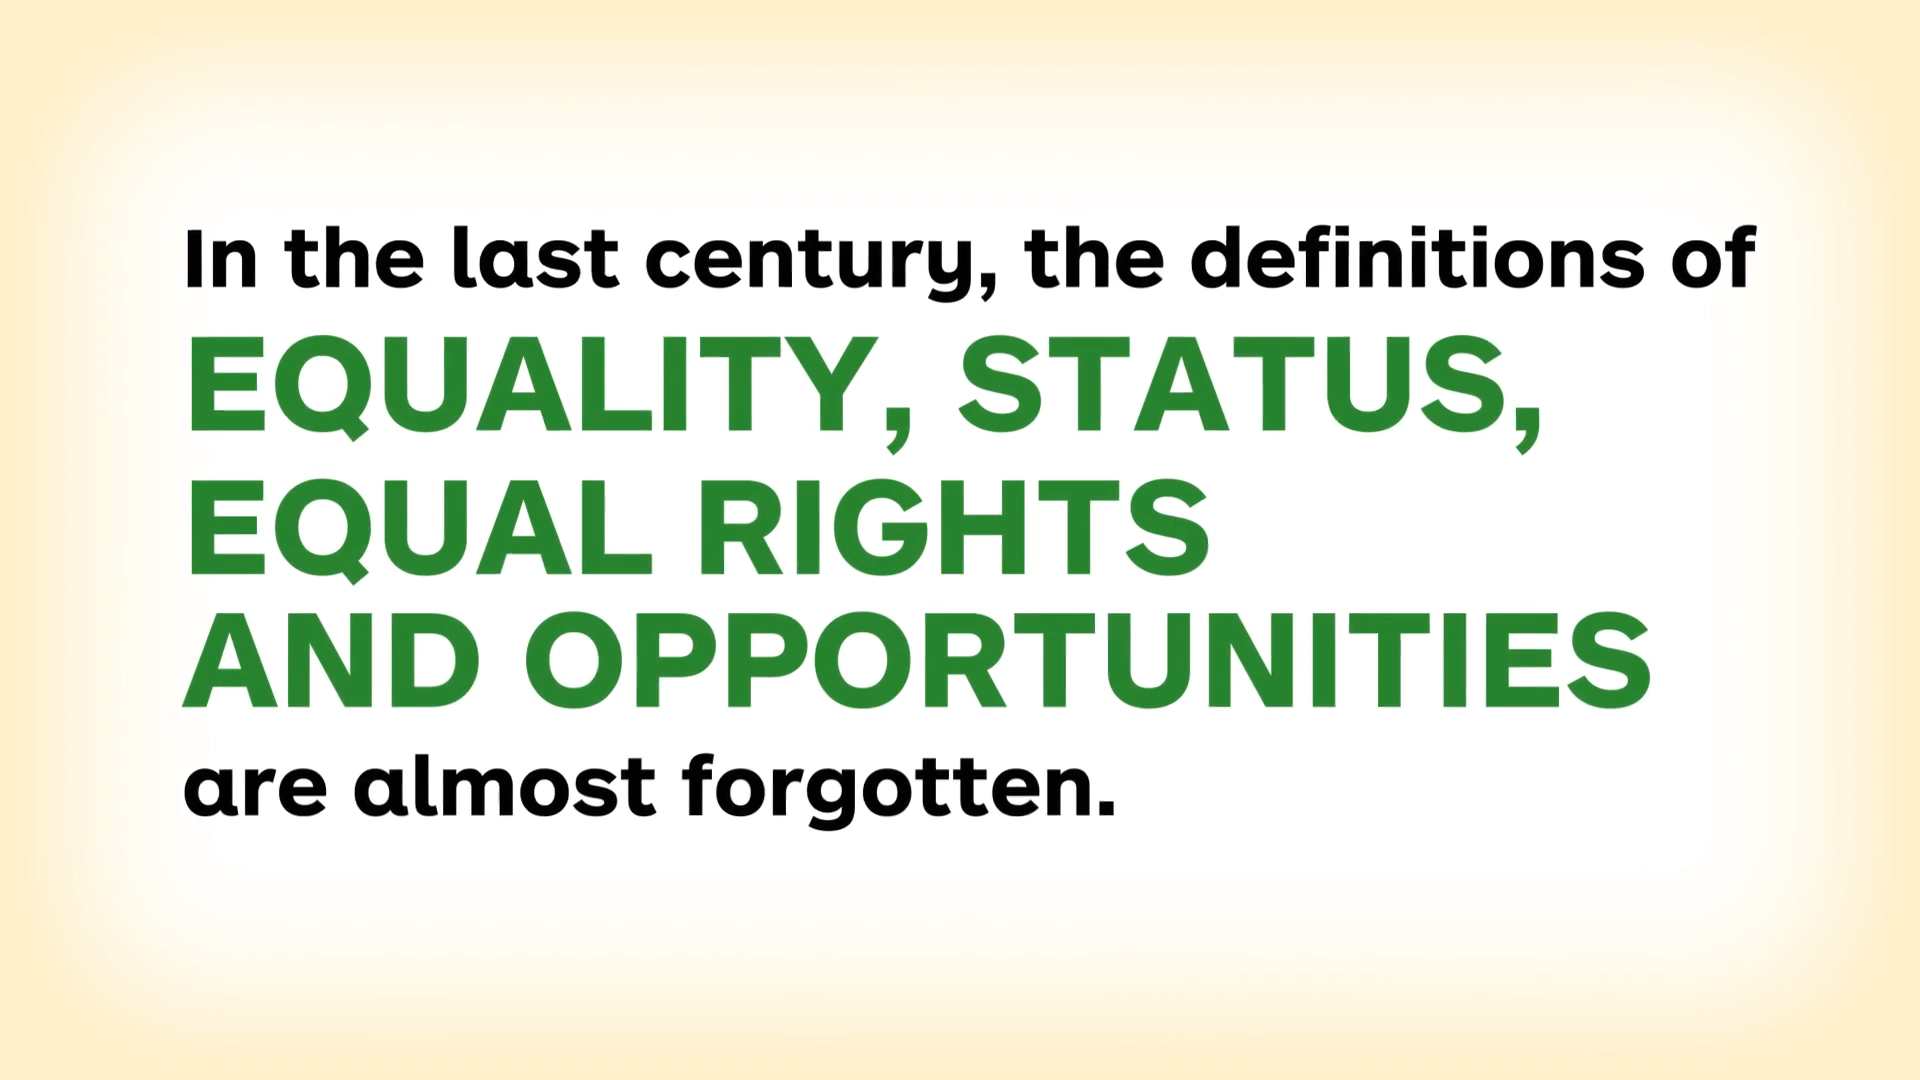 In the last century, the definitions of
EQUALITY, STATUS,
EQUAL RIGHTS
AND OPPORTUNITIES
are almost forgotten.